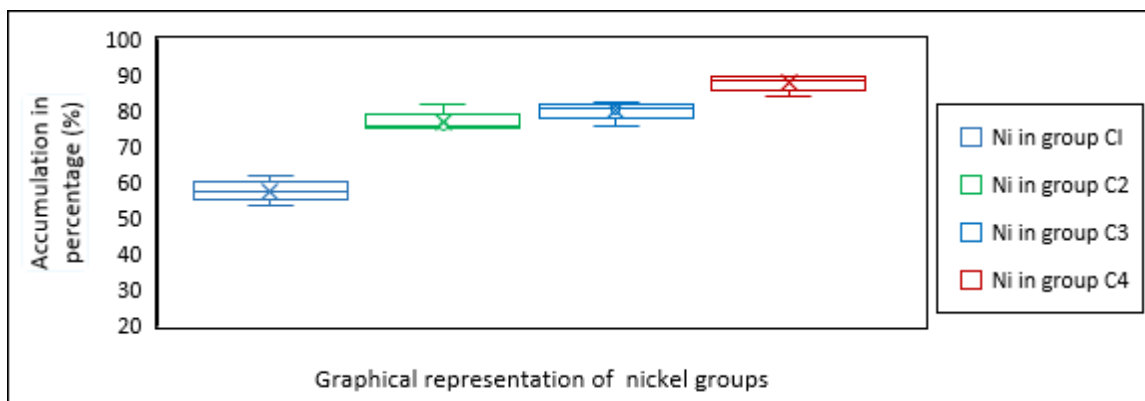 100
90
80
70
60
50
40
30
20
Accumulation in
percentage (%)
Graphical representation of nickel groups
Ni in group CI
Ni in group C2
Ni in group C3
Ni in group C4